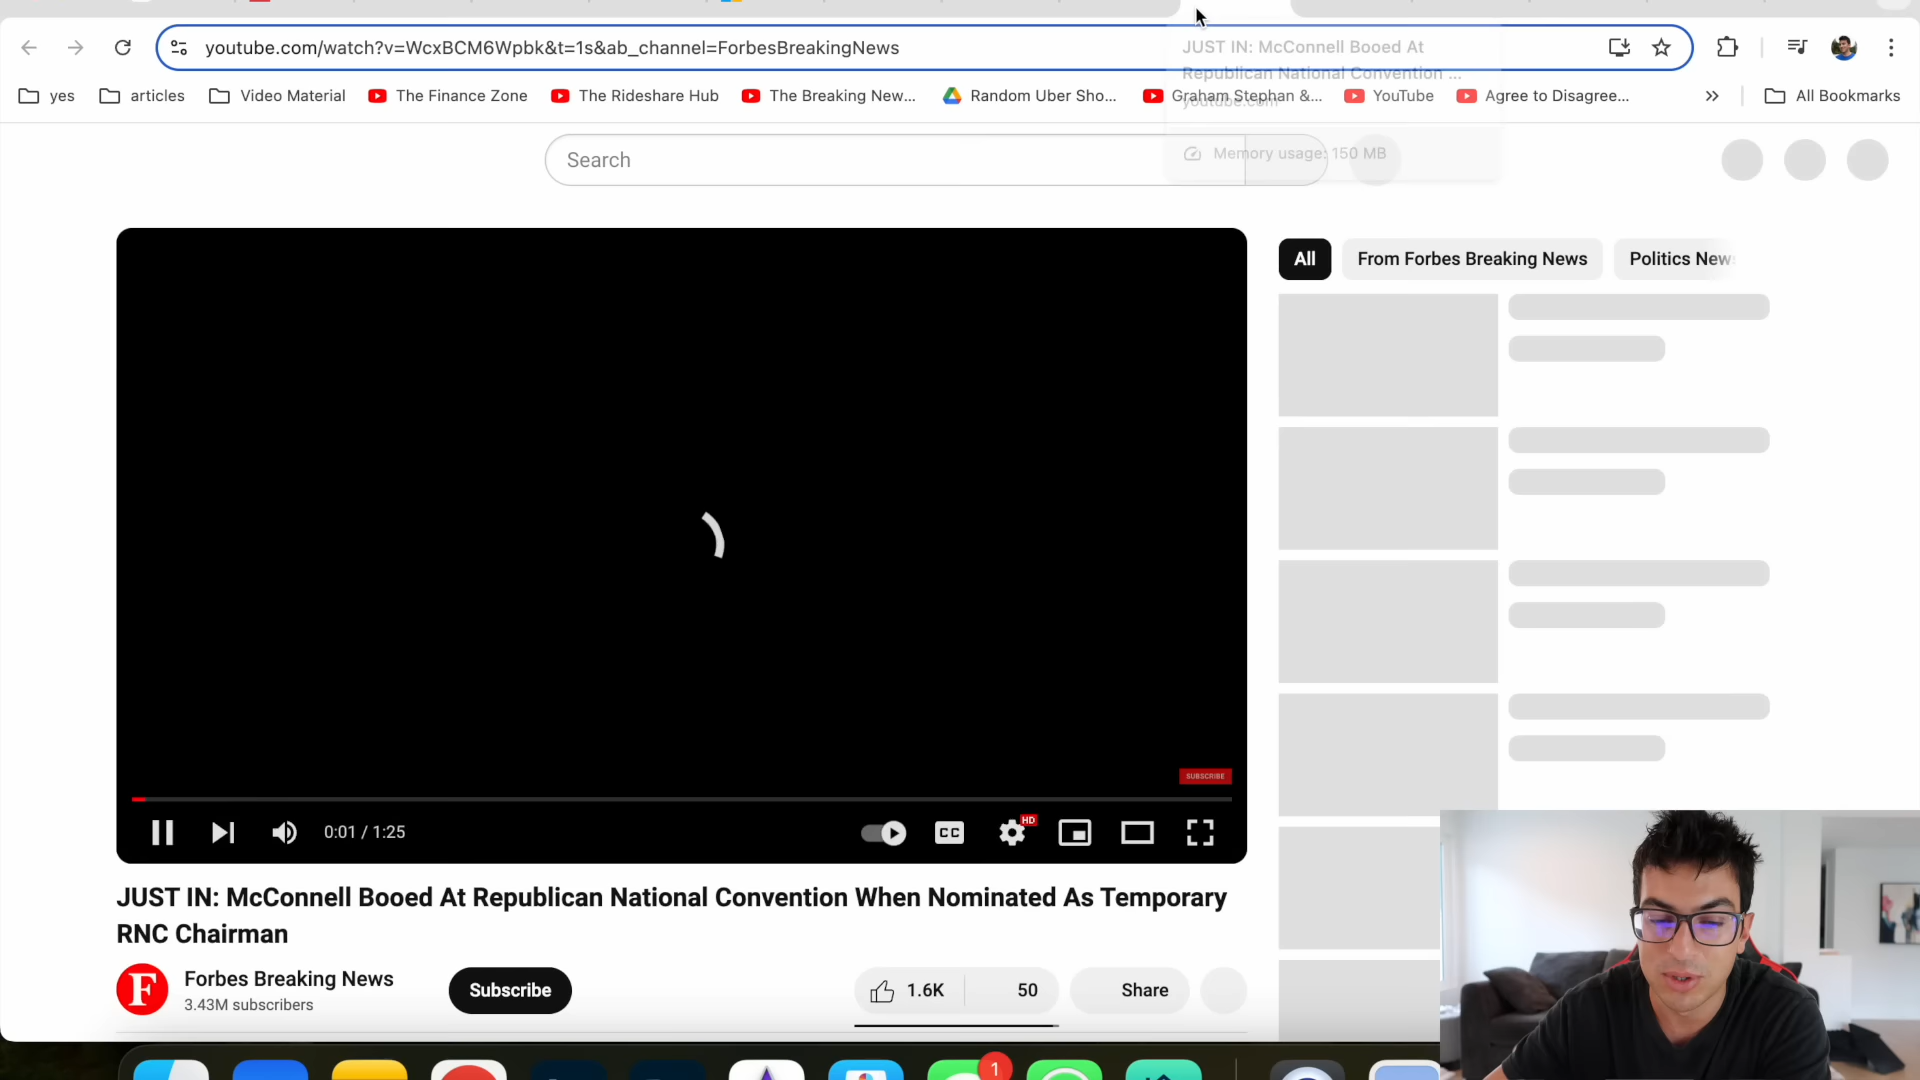 youtube.com/watch?v=WcxBCM6Wpbk&t=1s&ab_channel=ForbesBreakingNews
JUST IN: McConnell Booed At
Republican National Convention ...
youtube.com
Memory usage: 150 MB
yes
articles
Video Material
The Finance Zone
The Rideshare Hub
The Breaking New...
Random Uber Sho...
Graham Stephan &...
YouTube
Agree to Disagree...
All Bookmarks
Search
All
From Forbes Breaking News
Politics New
SUBSCRIBE
0:01 / 1:25
CC
HD
JUST IN: McConnell Booed At Republican National Convention When Nominated As Temporary
RNC Chairman
F
Forbes Breaking News
3.43M subscribers
Subscribe
1.6K
50
Share
1